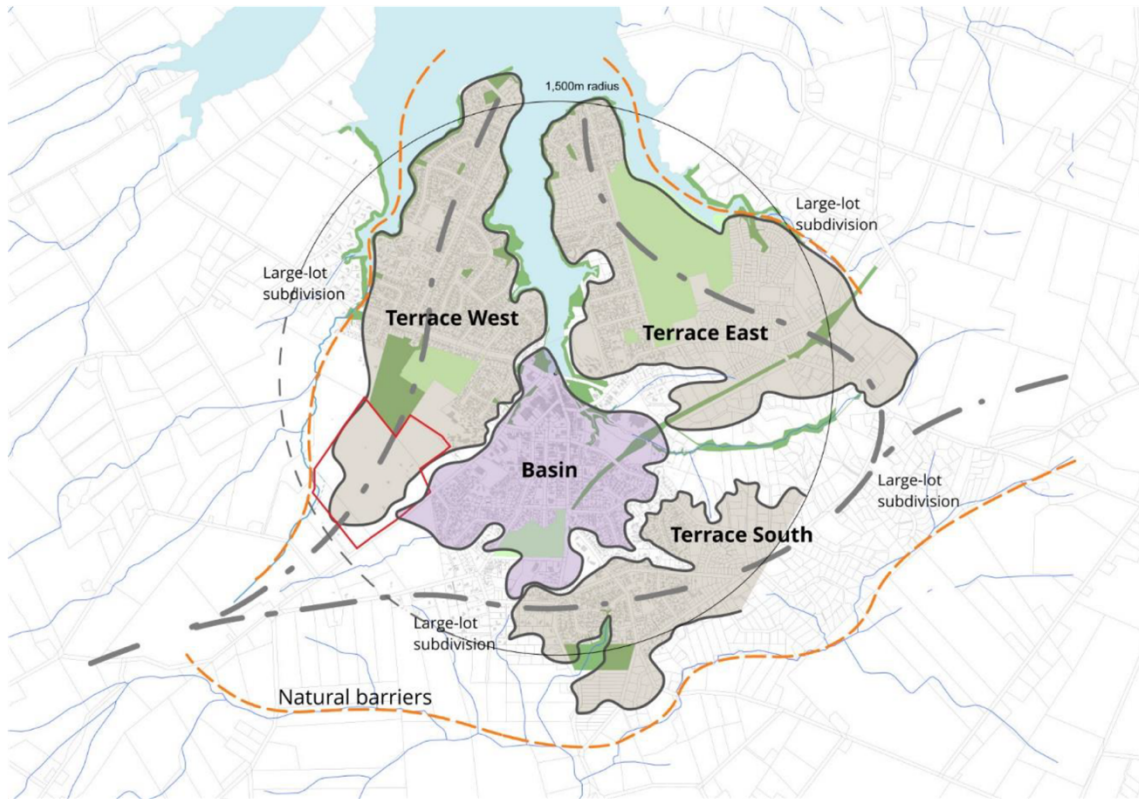 1,500m radius
Large-lot
subdivision
Large-lot
subdivision
Terrace West
Terrace East
Basin
Large-lot
subdivision
Terrace South
Large-lot
subdivision
Natural barriers